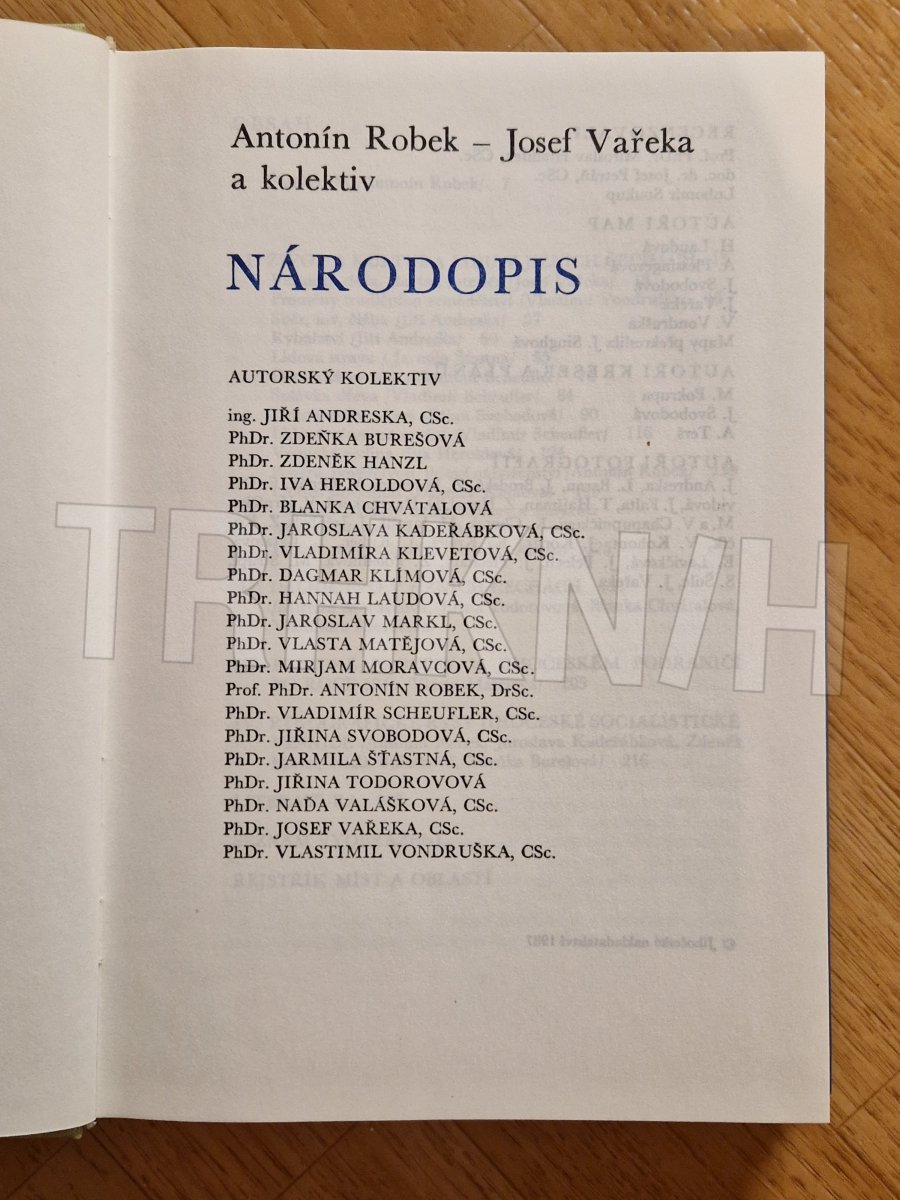 Antonín Robek – Josef Vařeka
a kolektiv
NÁRODOPIS
AUTORSKÝ KOLEKTIV
ing. JIŘÍ ANDRESKA, CSc.
PhDr. ZDEŇKA BUREŠOVÁ
PhDr. ZDENĚK HANZL
PhDr. IVA HEROLDOVÁ, CSc.
PhDr. BLANKA CHVÁTALOVÁ
PhDr. JAROSLAVA KADEŘÁBKOVÁ, CSc.
PhDr. VLADIMÍRA KLEVETOVÁ, CSc.
PhDr. DAGMAR KLÍMOVÁ, CSc.
PhDr. HANNAH LAUDOVÁ, CSc.
PhDr. JAROSLAV MARKL, CSc.
PhDr. VLASTA MATĚJOVÁ, CSc.
PhDr. MIRJAM MORAVCOVÁ, CSc.
Prof. PhDr. ANTONÍN ROBEK, DrSc.
PhDr. VLADIMÍR SCHEUFLER, CSc.
PhDr. JIŘINA SVOBODOVÁ, CSc.
PhDr. JARMILA ŠŤASTNÁ, CSc.
PhDr. JIŘINA TODOROVOVÁ
PhDr. NAĎA VALÁŠKOVÁ, CSc.
PhDr. JOSEF VAŘEKA, CSc.
PhDr. VLASTIMIL VONDRUŠKA, CSc.
TRHKNIH